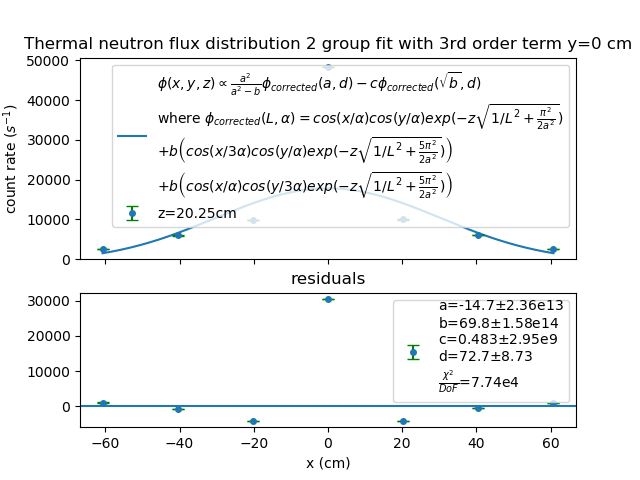 Thermal neutron flux distribution 2 group fit with 3rd order term y=0 cm
50000
40000
30000
20000
10000
0
count rate (s⁻¹)
ϕ(x, y, z) ∝ a²/(a²−b) ϕ_corrected(a, d) − cϕ_corrected(√b, d)
where ϕ_corrected(L, α) = cos(x/α)cos(y/α)exp(−z√(1/L² + π²/2a²))
+b(cos(x/3α)cos(y/α)exp(−z√(1/L² + 5π²/2a²)))
+b(cos(x/α)cos(y/3α)exp(−z√(1/L² + 5π²/2a²)))
z=20.25cm
residuals
30000
20000
10000
0
a=-14.7±2.36e13
b=69.8±1.58e14
c=0.483±2.95e9
d=72.7±8.73
χ²/DoF=7.74e4
−60 −40 −20 0 20 40 60
x (cm)